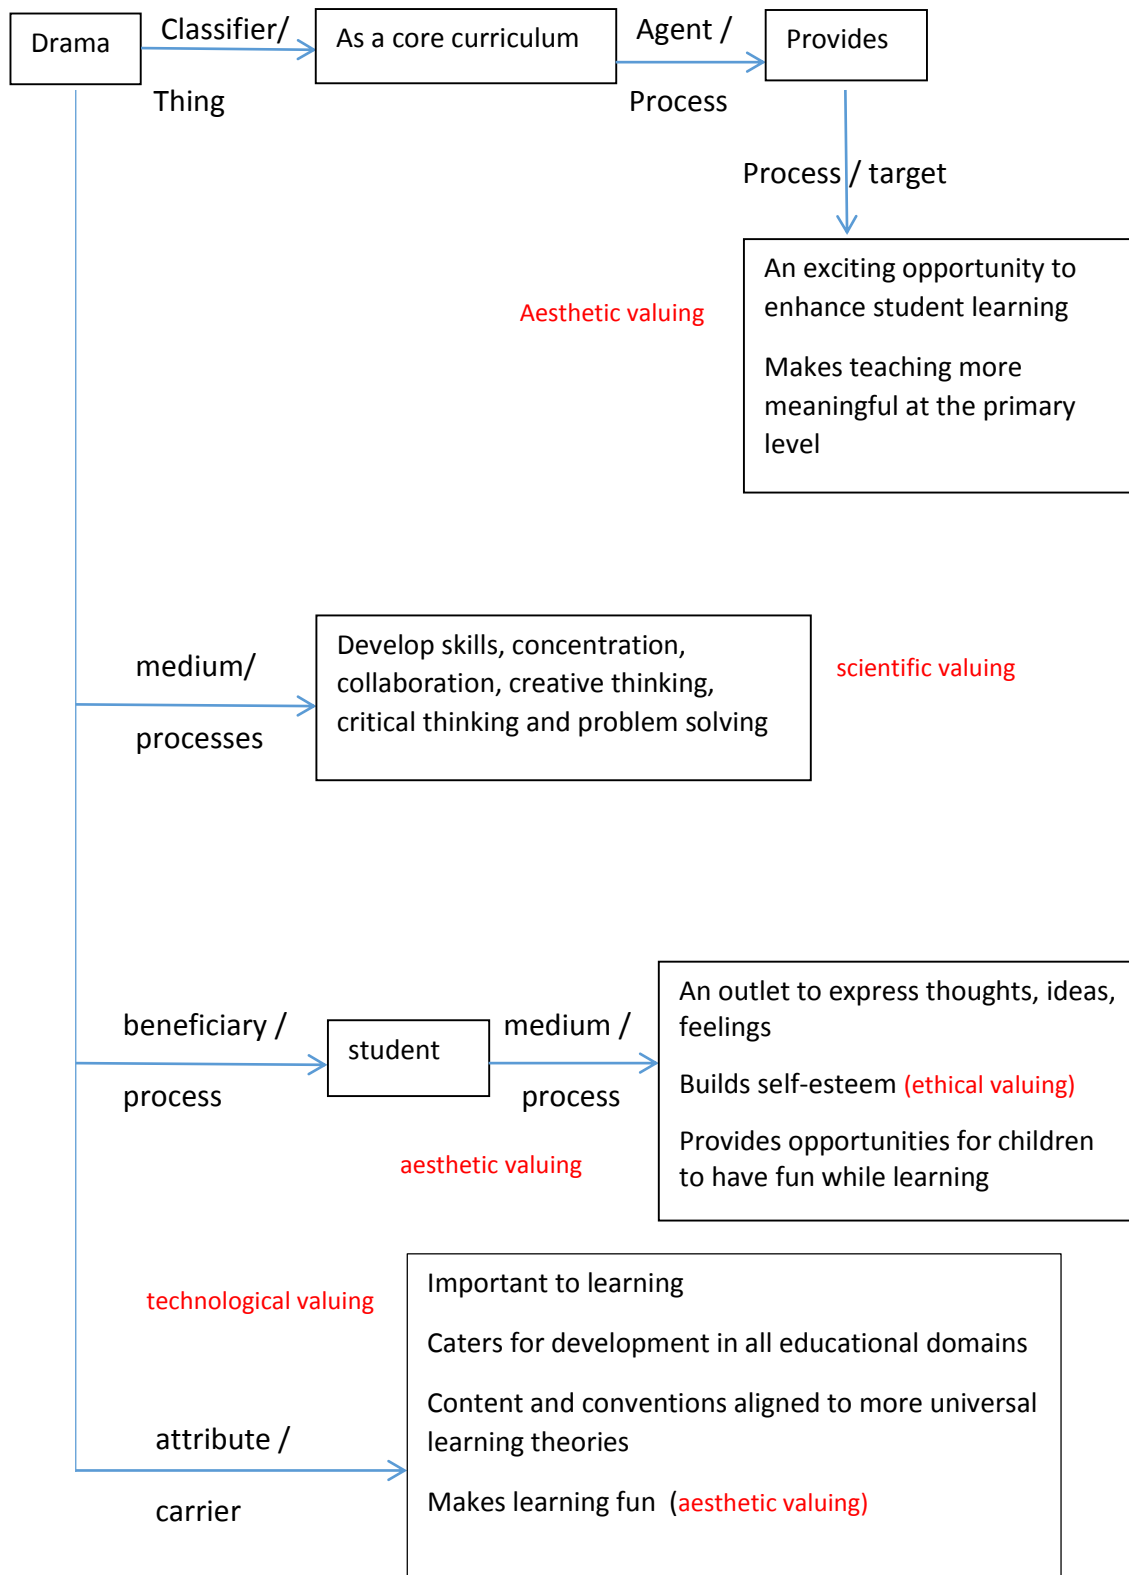 Drama
Classifier/
Thing
As a core curriculum
Agent /
Process
Provides
Process / target
Aesthetic valuing
An exciting opportunity to
enhance student learning
Makes teaching more
meaningful at the primary
level
medium/
processes
Develop skills, concentration,
collaboration, creative thinking,
critical thinking and problem solving
scientific valuing
beneficiary /
process
student
medium /
process
aesthetic valuing
An outlet to express thoughts, ideas,
feelings
Builds self-esteem (ethical valuing)
Provides opportunities for children
to have fun while learning
technological valuing
attribute /
carrier
Important to learning
Caters for development in all educational domains
Content and conventions aligned to more universal
learning theories
Makes learning fun (aesthetic valuing)